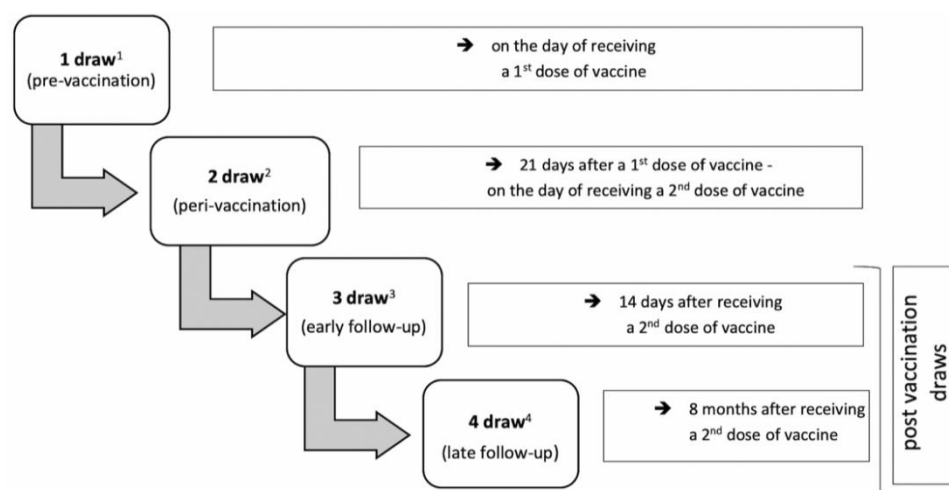 1 draw¹
(pre-vaccination)
➔ on the day of receiving
a 1ˢᵗ dose of vaccine
2 draw²
(peri-vaccination)
➔ 21 days after a 1ˢᵗ dose of vaccine -
on the day of receiving a 2ⁿᵈ dose of vaccine
3 draw³
(early follow-up)
➔ 14 days after receiving
a 2ⁿᵈ dose of vaccine
4 draw⁴
(late follow-up)
➔ 8 months after receiving
a 2ⁿᵈ dose of vaccine
post vaccination
draws